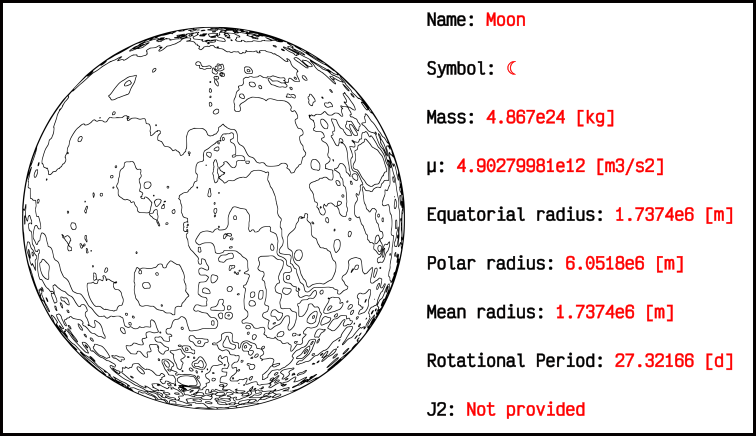 Name: Moon
Symbol: ☾
Mass: 4.867e24 [kg]
μ: 4.90279981e12 [m3/s2]
Equatorial radius: 1.7374e6 [m]
Polar radius: 6.0518e6 [m]
Mean radius: 1.7374e6 [m]
Rotational Period: 27.32166 [d]
J2: Not provided